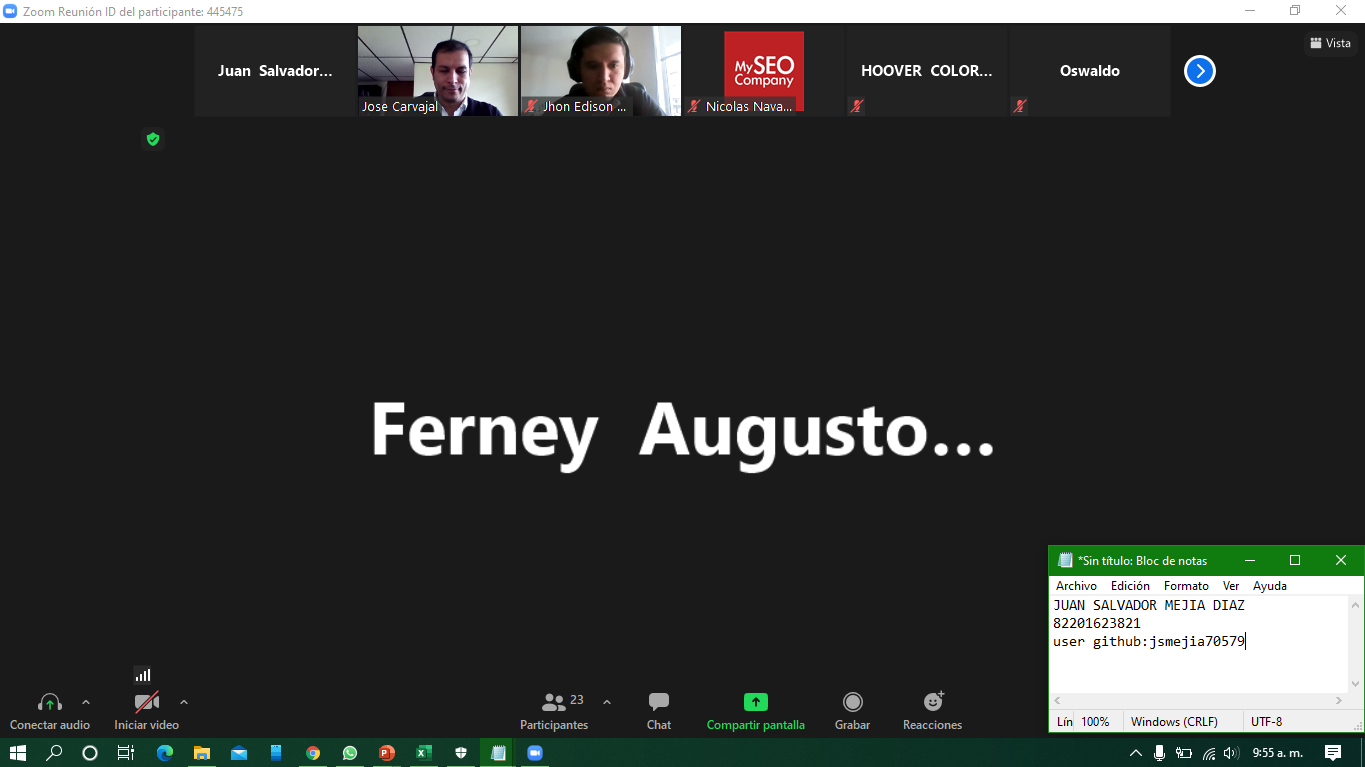 Zoom Reunión ID del participante: 445475
Vista
Juan Salvador...
Jose Carvajal
Jhon Edison ...
My SEO
Company
Nicolas Nava...
HOOVER COLOR...
Oswaldo
Ferney Augusto...
*Sin título: Bloc de notas
Archivo Edición Formato Ver Ayuda
JUAN SALVADOR MEJIA DIAZ
82201623821
user github:jsmejia70579
Lín 100% Windows (CRLF) UTF-8
Conectar audio
Iniciar video
23
Participantes
Chat
Compartir pantalla
Grabar
Reacciones
9:55 a. m.